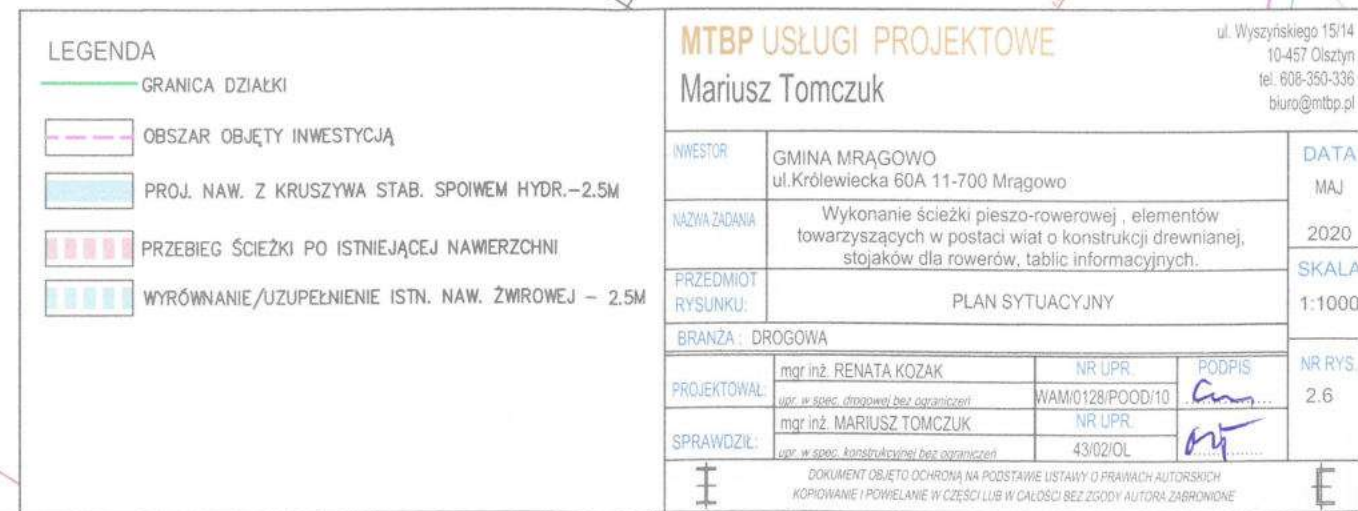 LEGENDA
GRANICA DZIAŁKI
OBSZAR OBJĘTY INWESTYCJĄ
PROJ. NAW. Z KRUSZYWA STAB. SPOIWEM HYDR.-2.5M
PRZEBIEG ŚCIEŻKI PO ISTNIEJĄCEJ NAWIERZCHNI
WYRÓWNANIE/UZUPEŁNIENIE ISTN. NAW. ŻWIROWEJ - 2.5M
MTBP USŁUGI PROJEKTOWE
Mariusz Tomczuk
ul. Wyszyńskiego 15/14
10-457 Olsztyn
tel. 608-350-336
biuro@mtbp.pl
INWESTOR
GMINA MRĄGOWO
ul.Królewiecka 60A 11-700 Mrągowo
DATA
MAJ
2020
NAZWA ZADANIA
Wykonanie ścieżki pieszo-rowerowej , elementów
towarzyszących w postaci wiat o konstrukcji drewnianej,
stojaków dla rowerów, tablic informacyjnych.
SKALA
1:1000
PRZEDMIOT
RYSUNKU:
PLAN SYTUACYJNY
BRANŻA : DROGOWA
PROJEKTOWAŁ:
mgr inż. RENATA KOZAK
upr. w spec. drogowej bez ograniczeń
NR UPR.
WAM/0128/POOD/10
PODPIS
NR RYS.
2.6
SPRAWDZIŁ:
mgr inż. MARIUSZ TOMCZUK
upr. w spec. konstrukcyjnej bez ograniczeń
NR UPR.
43/02/OL
DOKUMENT OBJĘTO OCHRONĄ NA PODSTAWIE USTAWY O PRAWACH AUTORSKICH
KOPIOWANIE I POWIELANIE W CZĘŚCI LUB W CAŁOŚCI BEZ ZGODY AUTORA ZABRONIONE